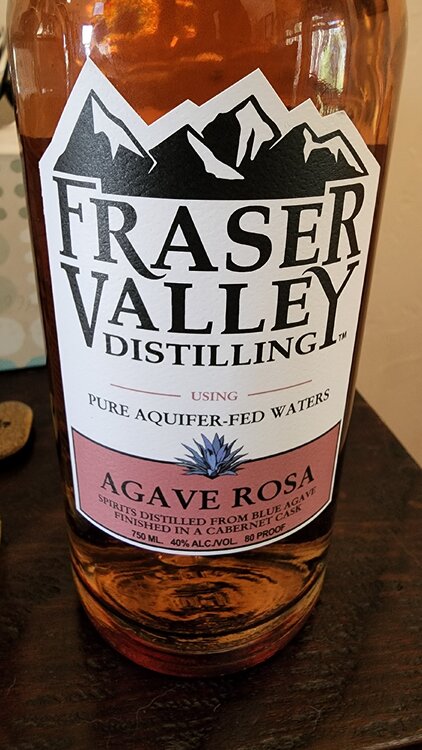 FRASER
VALLEY
DISTILLING™
USING
PURE AQUIFER-FED WATERS
AGAVE ROSA
SPIRITS DISTILLED FROM BLUE AGAVE
FINISHED IN A CABERNET CASK
750 ML. 40% ALC./VOL. 80 PROOF